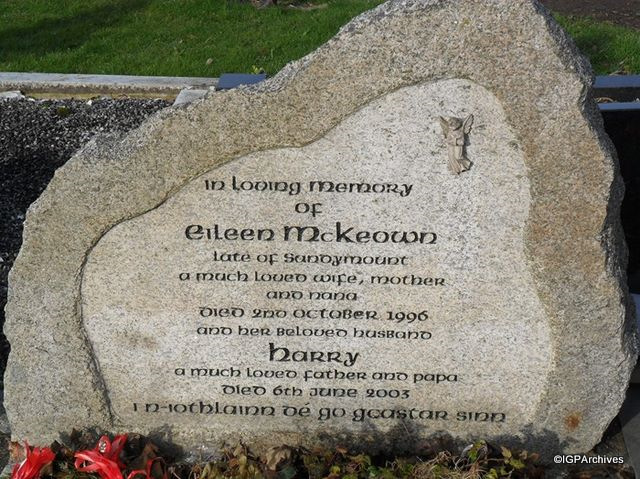 In loving memory
of
Eileen McKeown
late of Sandymount
a much loved wife, mother
and nana
died 2nd October 1996
and her beloved husband
Harry
a much loved father and papa
died 6th June 2003
I n-iothlainn dé go gcastar sinn
©IGPArchives